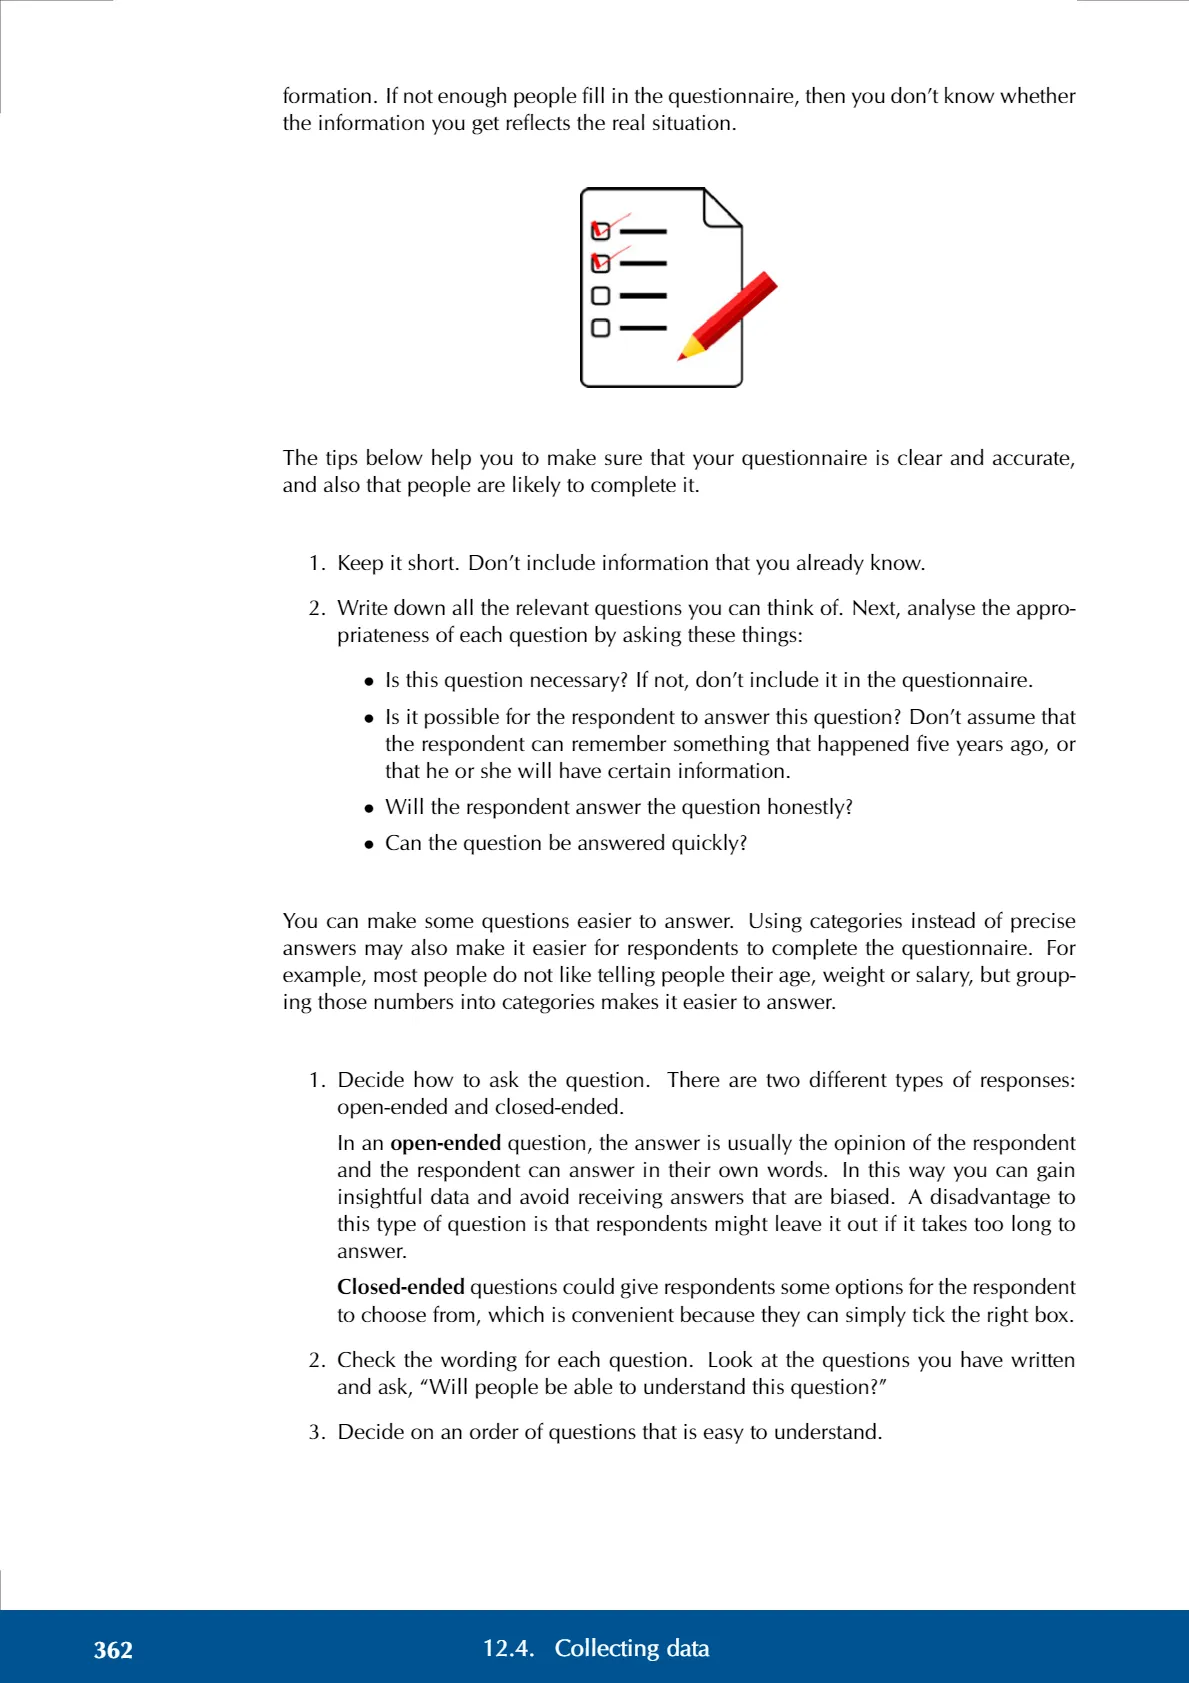 formation. If not enough people fill in the questionnaire, then you don’t know whether
the information you get reflects the real situation.
The tips below help you to make sure that your questionnaire is clear and accurate,
and also that people are likely to complete it.
1. Keep it short. Don’t include information that you already know.
2. Write down all the relevant questions you can think of. Next, analyse the appro-
priateness of each question by asking these things:
• Is this question necessary? If not, don’t include it in the questionnaire.
• Is it possible for the respondent to answer this question? Don’t assume that
the respondent can remember something that happened five years ago, or
that he or she will have certain information.
• Will the respondent answer the question honestly?
• Can the question be answered quickly?
You can make some questions easier to answer. Using categories instead of precise
answers may also make it easier for respondents to complete the questionnaire. For
example, most people do not like telling people their age, weight or salary, but group-
ing those numbers into categories makes it easier to answer.
1. Decide how to ask the question. There are two different types of responses:
open-ended and closed-ended.
In an open-ended question, the answer is usually the opinion of the respondent
and the respondent can answer in their own words. In this way you can gain
insightful data and avoid receiving answers that are biased. A disadvantage to
this type of question is that respondents might leave it out if it takes too long to
answer.
Closed-ended questions could give respondents some options for the respondent
to choose from, which is convenient because they can simply tick the right box.
2. Check the wording for each question. Look at the questions you have written
and ask, “Will people be able to understand this question?”
3. Decide on an order of questions that is easy to understand.
362 12.4. Collecting data